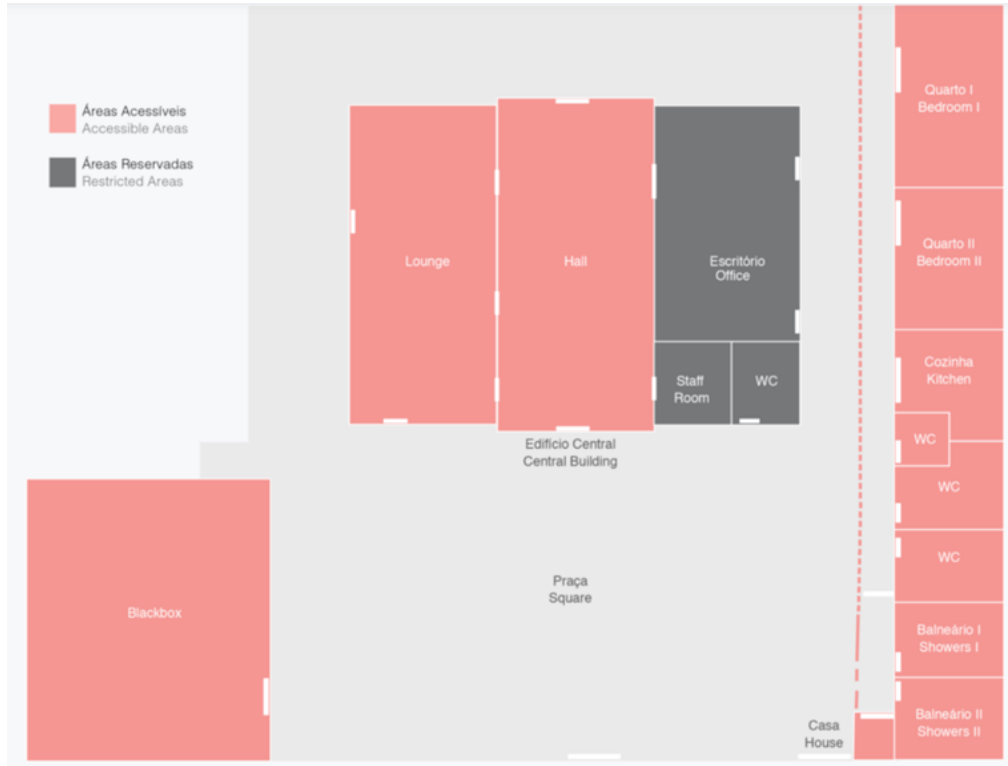 Áreas Acessíveis
Accessible Areas
Áreas Reservadas
Restricted Areas
Lounge
Hall
Escritório
Office
Staff
Room
WC
Edifício Central
Central Building
Quarto I
Bedroom I
Quarto II
Bedroom II
Cozinha
Kitchen
WC
WC
WC
Balneário I
Showers I
Balneário II
Showers II
Praça
Square
Blackbox
Casa
House